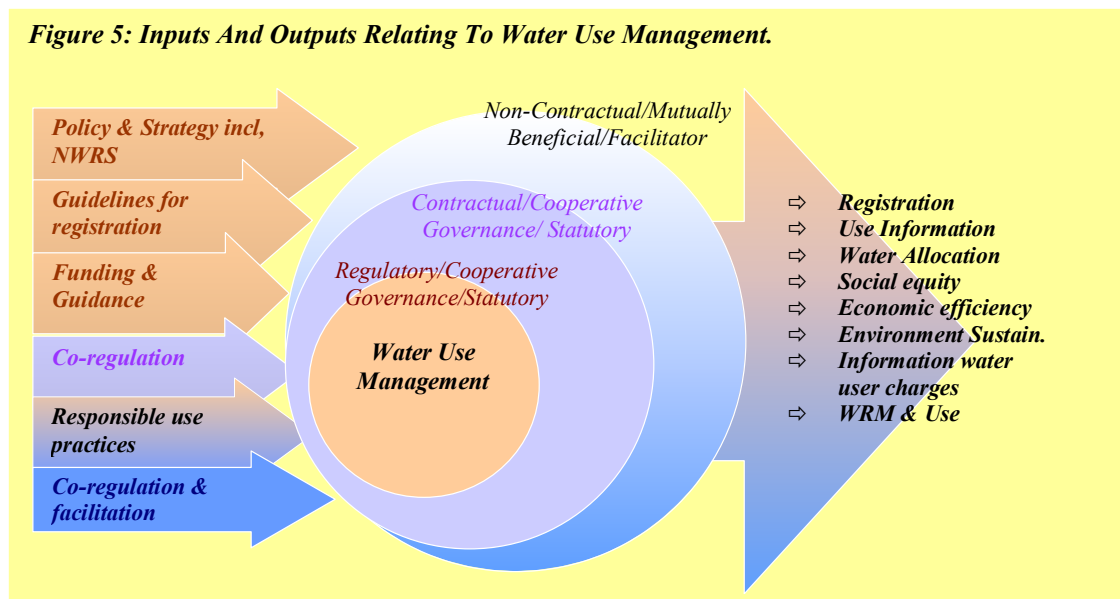 Figure 5: Inputs And Outputs Relating To Water Use Management.
Policy & Strategy incl,
NWRS
Guidelines for
registration
Funding &
Guidance
Co-regulation
Responsible use
practices
Co-regulation &
facilitation
Non-Contractual/Mutually
Beneficial/Facilitator
Contractual/Cooperative
Governance/ Statutory
Regulatory/Cooperative
Governance/Statutory
Water Use
Management
⇨ Registration
⇨ Use Information
⇨ Water Allocation
⇨ Social equity
⇨ Economic efficiency
⇨ Environment Sustain.
⇨ Information water
user charges
⇨ WRM & Use